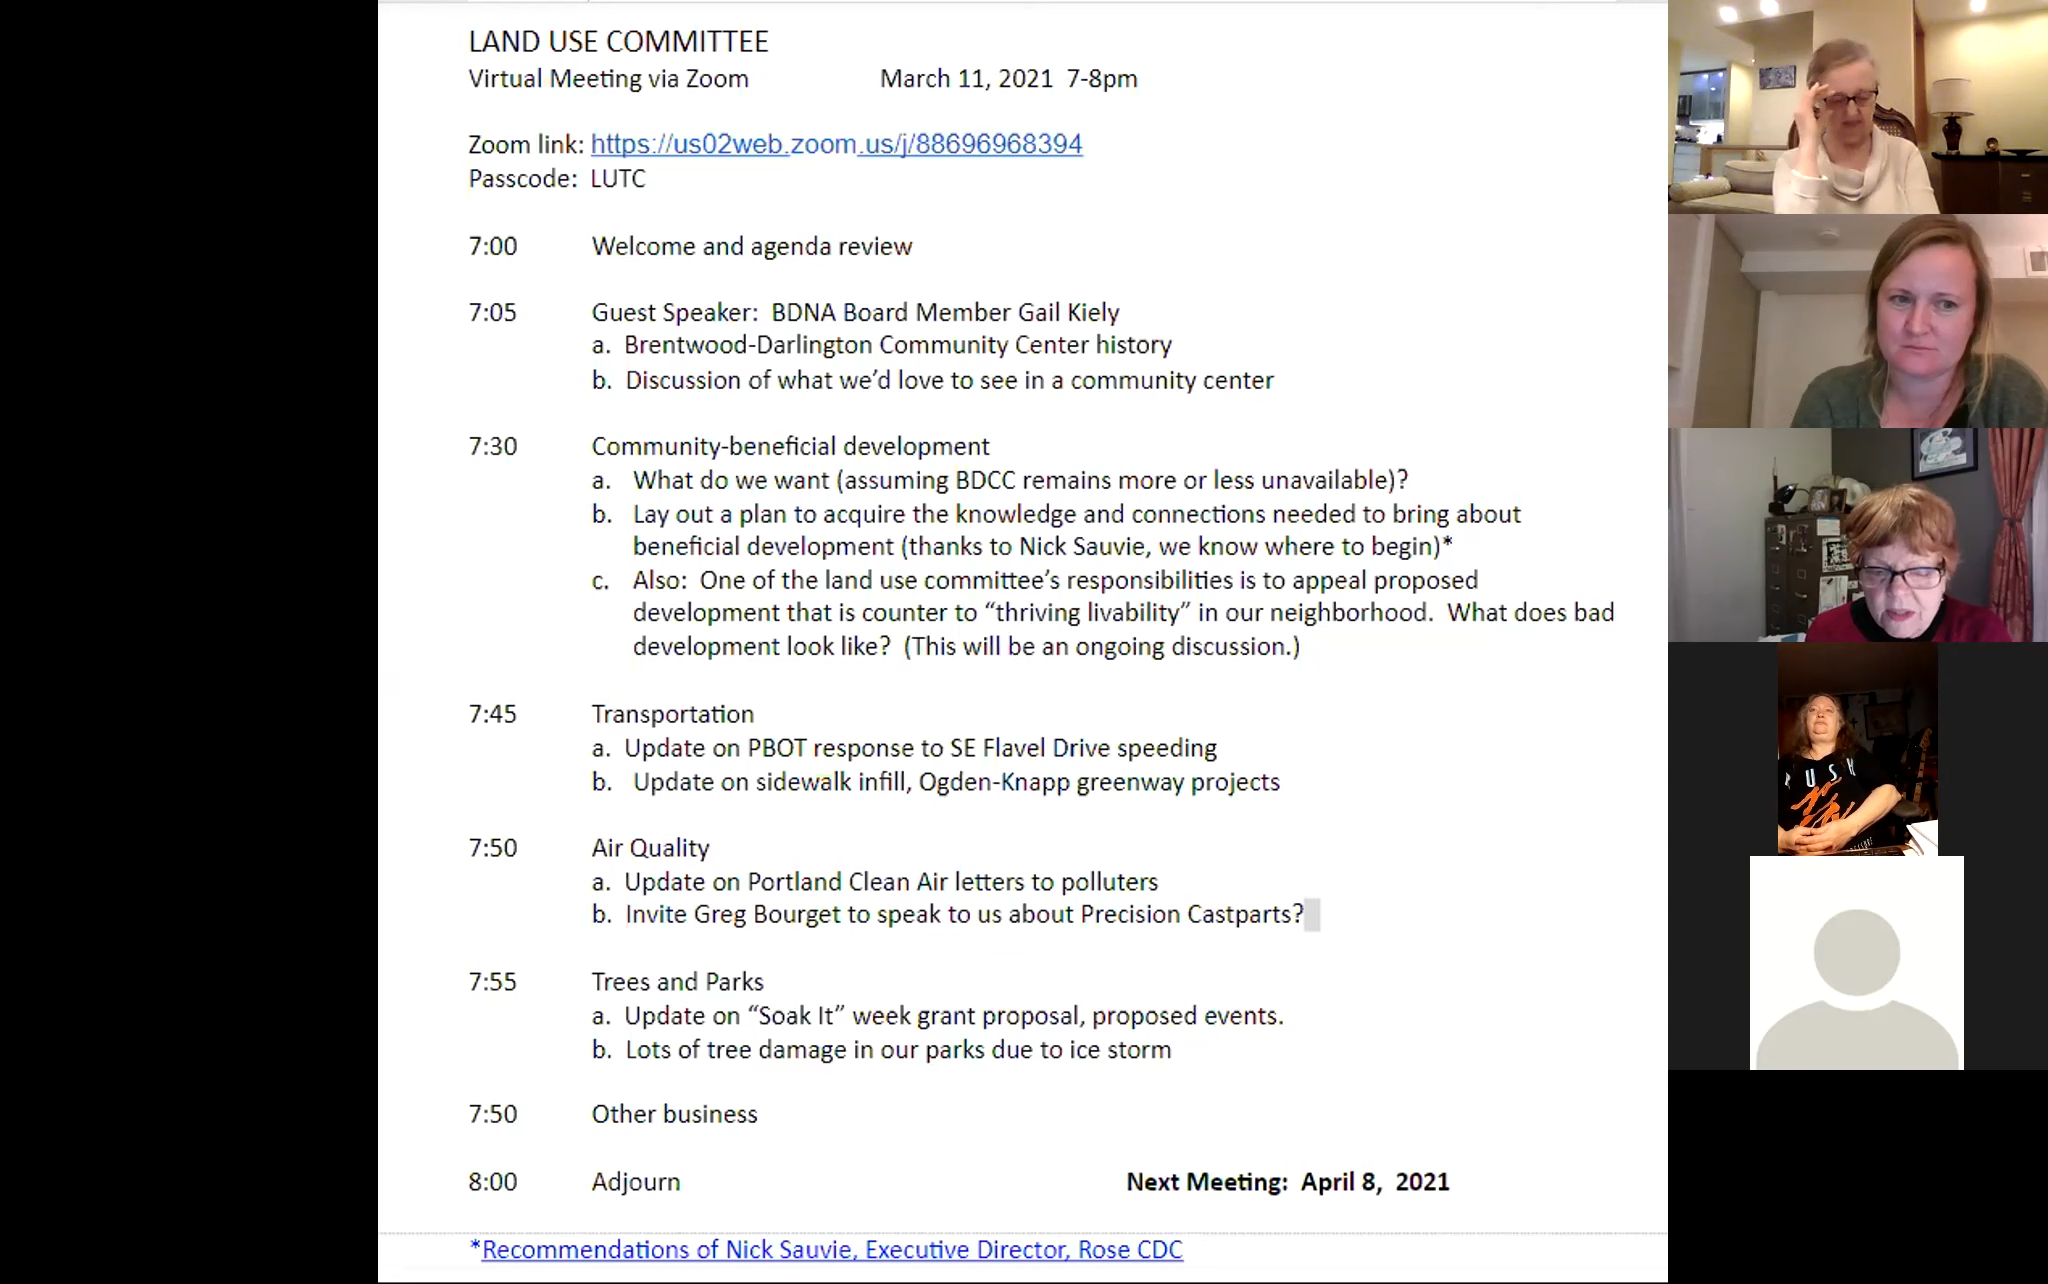 LAND USE COMMITTEE
Virtual Meeting via Zoom March 11, 2021 7-8pm
Zoom link: https://us02web.zoom.us/j/88696968394
Passcode: LUTC
7:00 Welcome and agenda review
7:05 Guest Speaker: BDNA Board Member Gail Kiely
a. Brentwood-Darlington Community Center history
b. Discussion of what we’d love to see in a community center
7:30 Community-beneficial development
a. What do we want (assuming BDCC remains more or less unavailable)?
b. Lay out a plan to acquire the knowledge and connections needed to bring about
beneficial development (thanks to Nick Sauvie, we know where to begin)*
c. Also: One of the land use committee’s responsibilities is to appeal proposed
development that is counter to “thriving livability” in our neighborhood. What does bad
development look like? (This will be an ongoing discussion.)
7:45 Transportation
a. Update on PBOT response to SE Flavel Drive speeding
b. Update on sidewalk infill, Ogden-Knapp greenway projects
7:50 Air Quality
a. Update on Portland Clean Air letters to polluters
b. Invite Greg Bourget to speak to us about Precision Castparts?
7:55 Trees and Parks
a. Update on “Soak It” week grant proposal, proposed events.
b. Lots of tree damage in our parks due to ice storm
7:50 Other business
8:00 Adjourn Next Meeting: April 8, 2021
*Recommendations of Nick Sauvie, Executive Director, Rose CDC